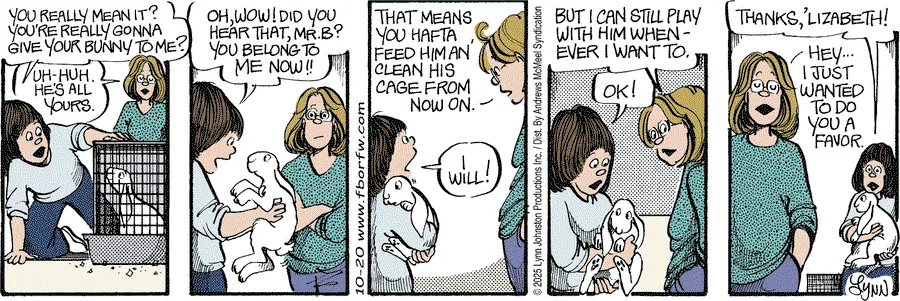 YOU REALLY MEAN IT?
YOU'RE REALLY GONNA
GIVE YOUR BUNNY TO ME?
UH-HUH.
HE'S ALL
YOURS.
OH, WOW! DID YOU
HEAR THAT, MR.B?
YOU BELONG TO
ME NOW!!
10-20 www.fborfw.com
THAT MEANS
YOU HAFTA
FEED HIM AN'
CLEAN HIS
CAGE FROM
NOW ON.
I
WILL!
© 2025 Lynn Johnston Productions Inc. / Dist. By Andrews McMeel Syndication
BUT I CAN STILL PLAY
WITH HIM WHEN-
EVER I WANT TO.
OK!
THANKS, 'LIZABETH!
HEY...
I JUST
WANTED
TO DO
YOU A
FAVOR.
LYNN